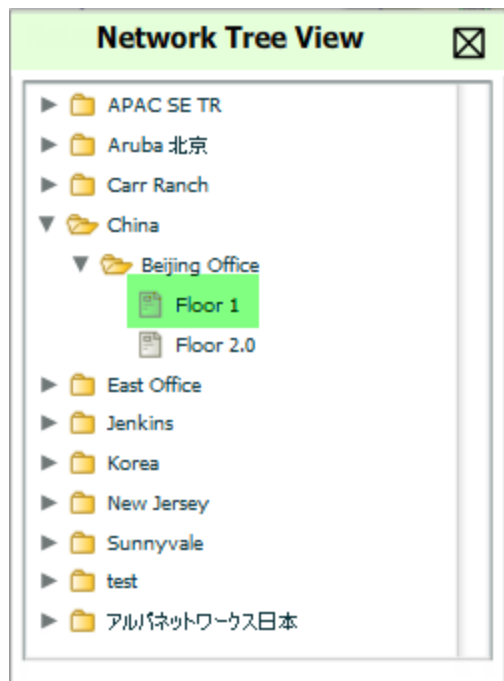 Network Tree View
APAC SE TR
Aruba 北京
Carr Ranch
China
Beijing Office
Floor 1
Floor 2.0
East Office
Jenkins
Korea
New Jersey
Sunnyvale
test
アルバネットワークス日本